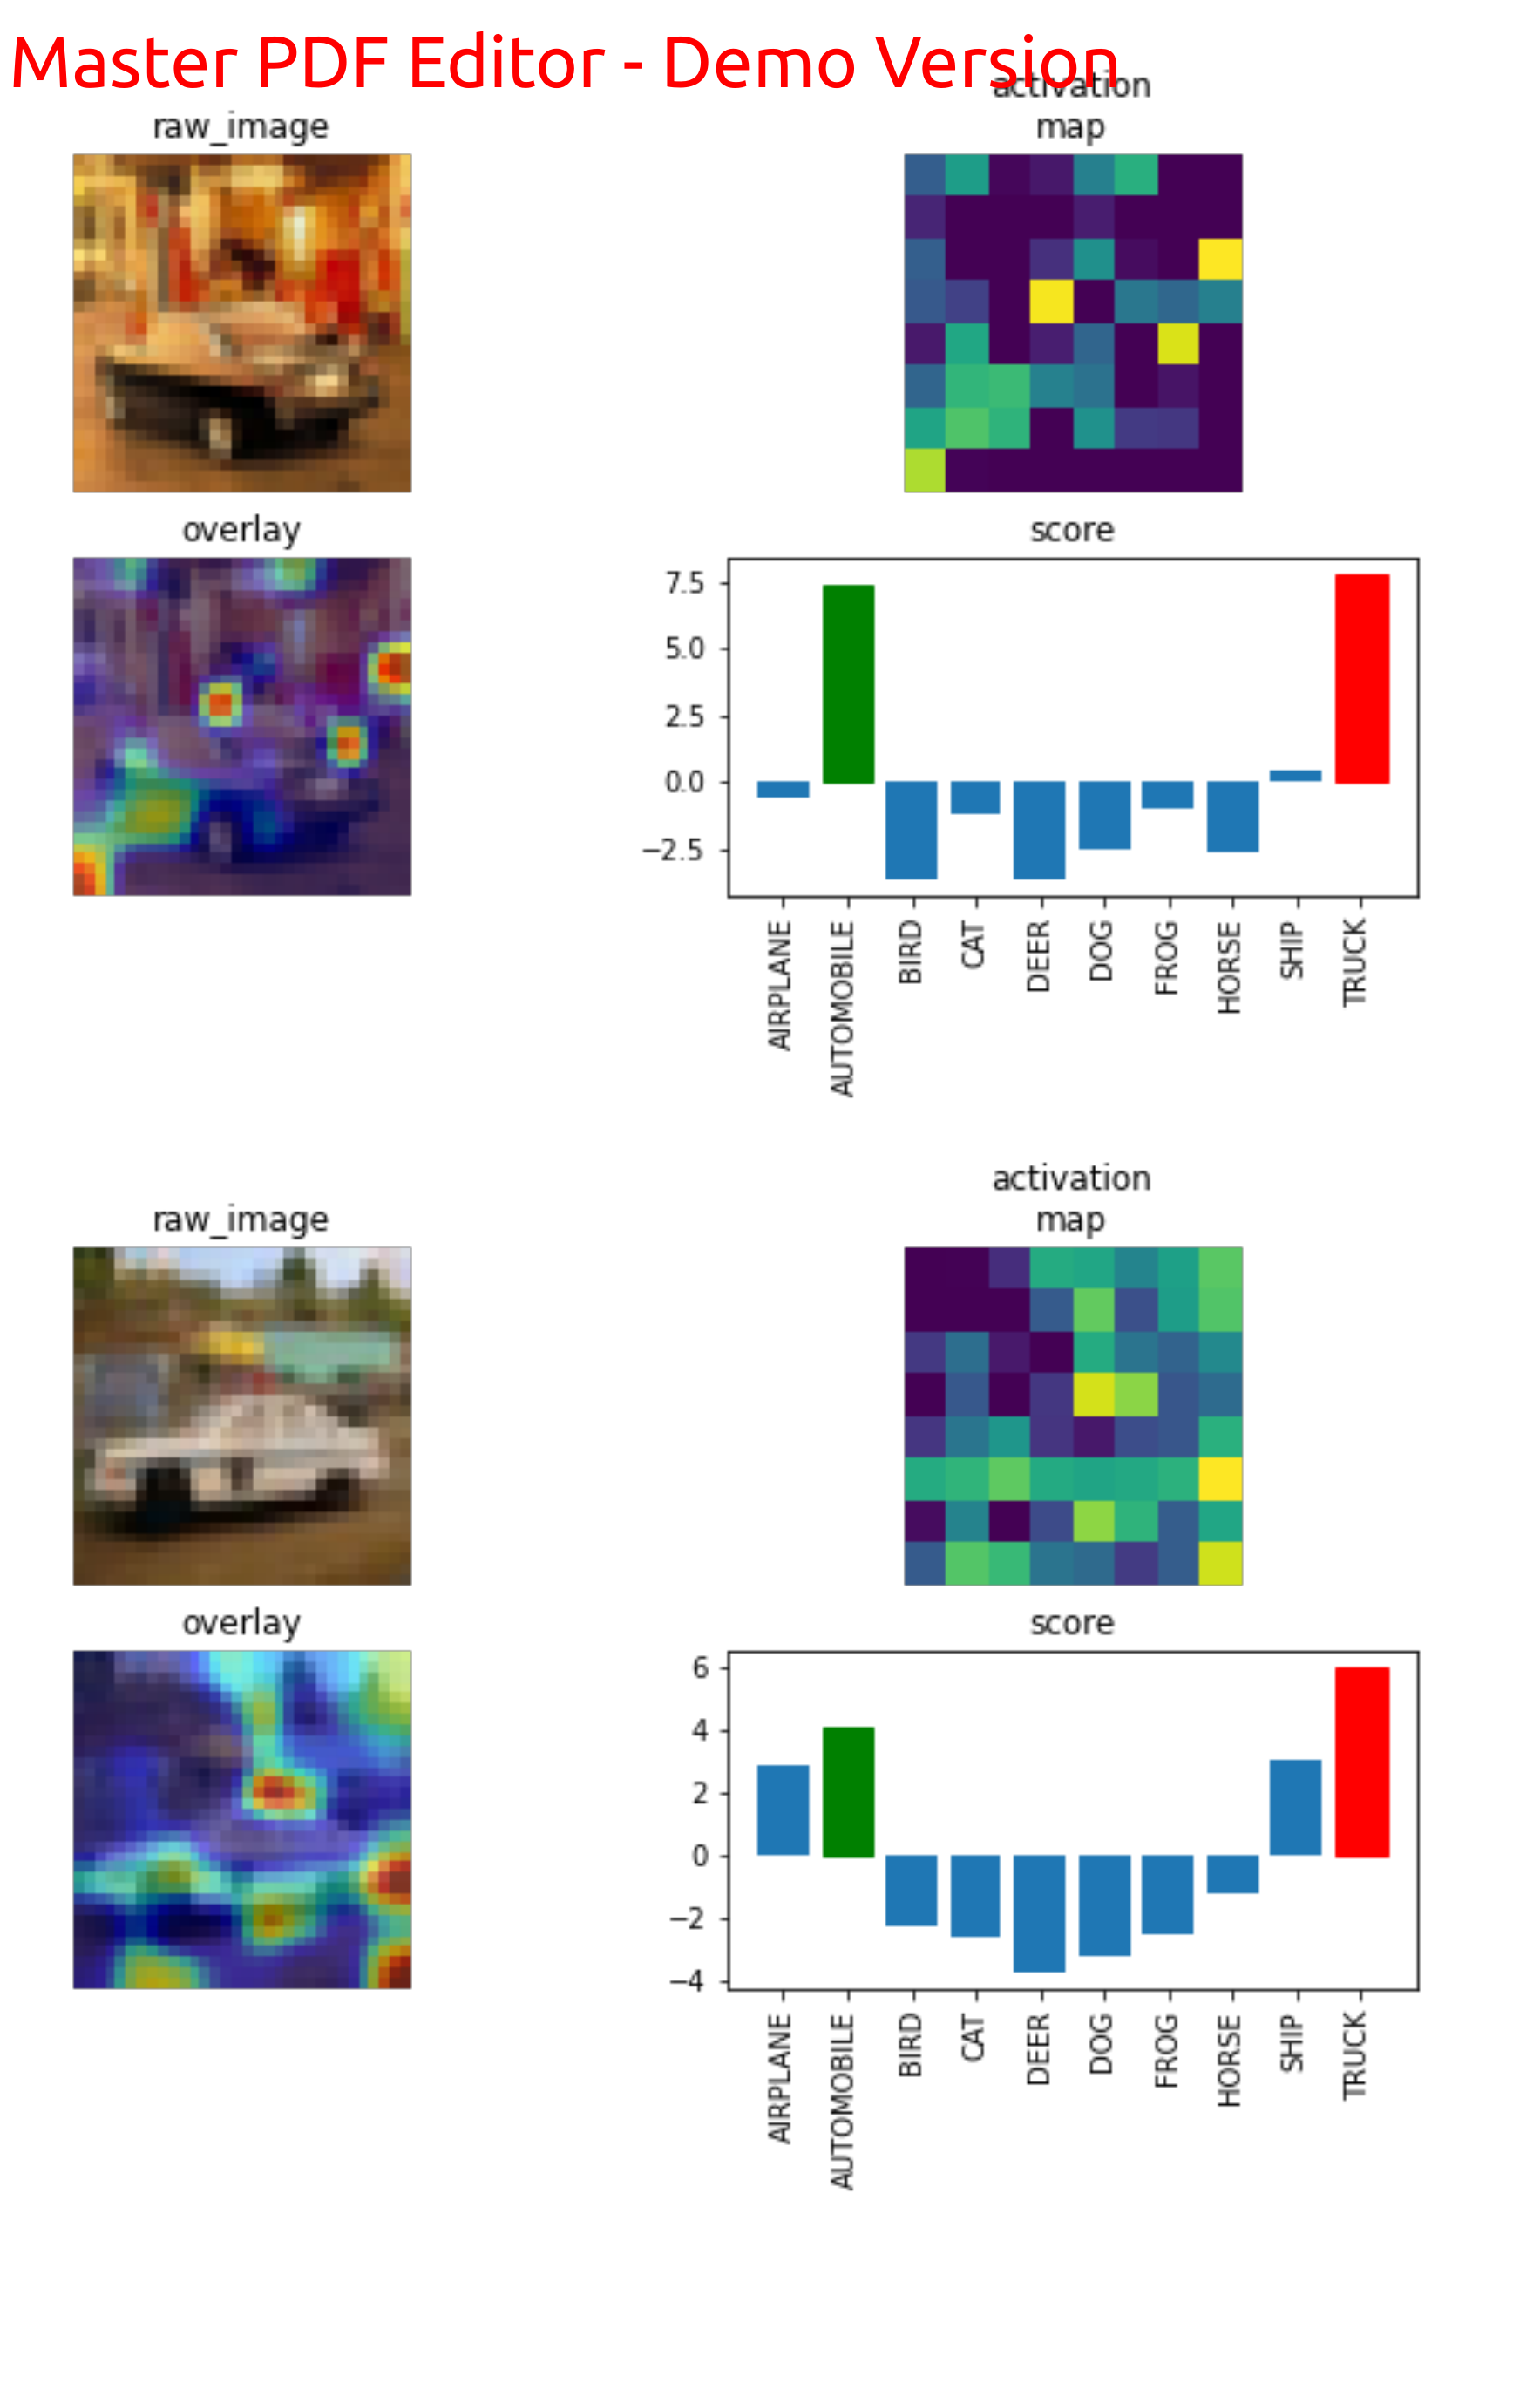 Master PDF Editor - Demo Version
activation
raw_image
map
overlay
score
7.5
5.0
2.5
0.0
−2.5
AIRPLANE
AUTOMOBILE
BIRD
CAT
DEER
DOG
FROG
HORSE
SHIP
TRUCK
activation
raw_image
map
overlay
score
6
4
2
0
−2
−4
AIRPLANE
AUTOMOBILE
BIRD
CAT
DEER
DOG
FROG
HORSE
SHIP
TRUCK